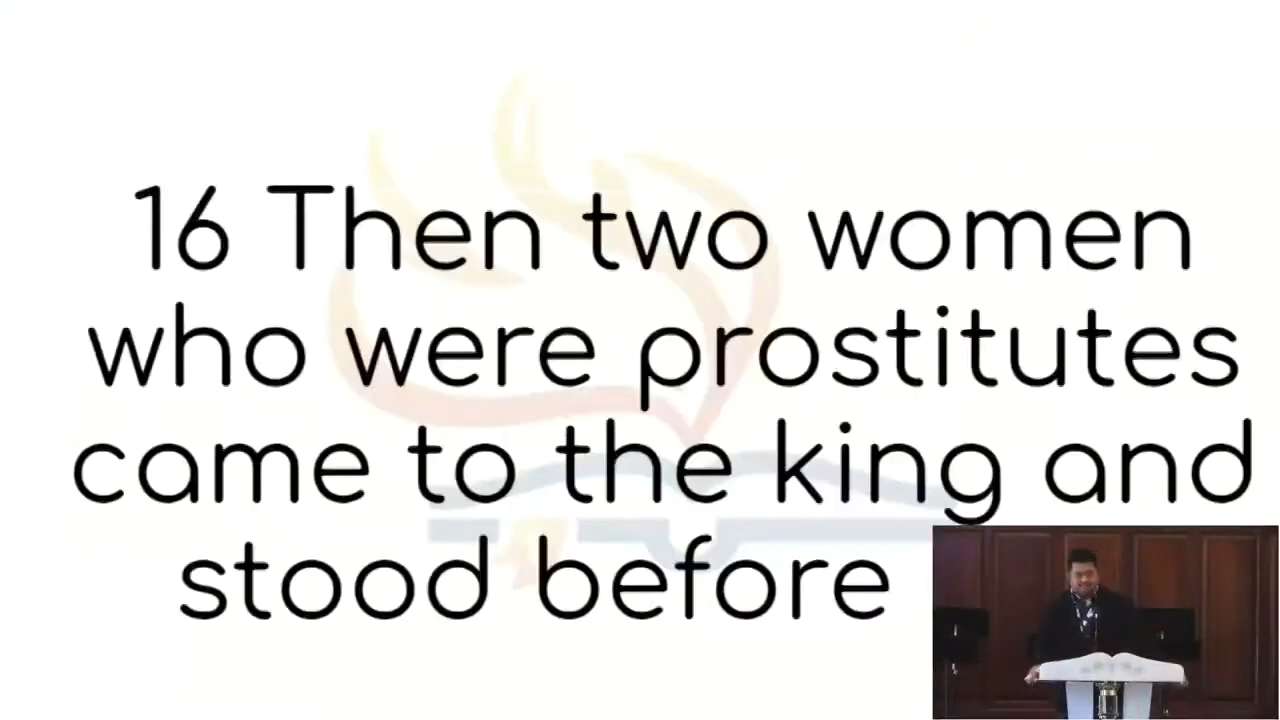 16 Then two women
who were prostitutes
came to the king and
stood before